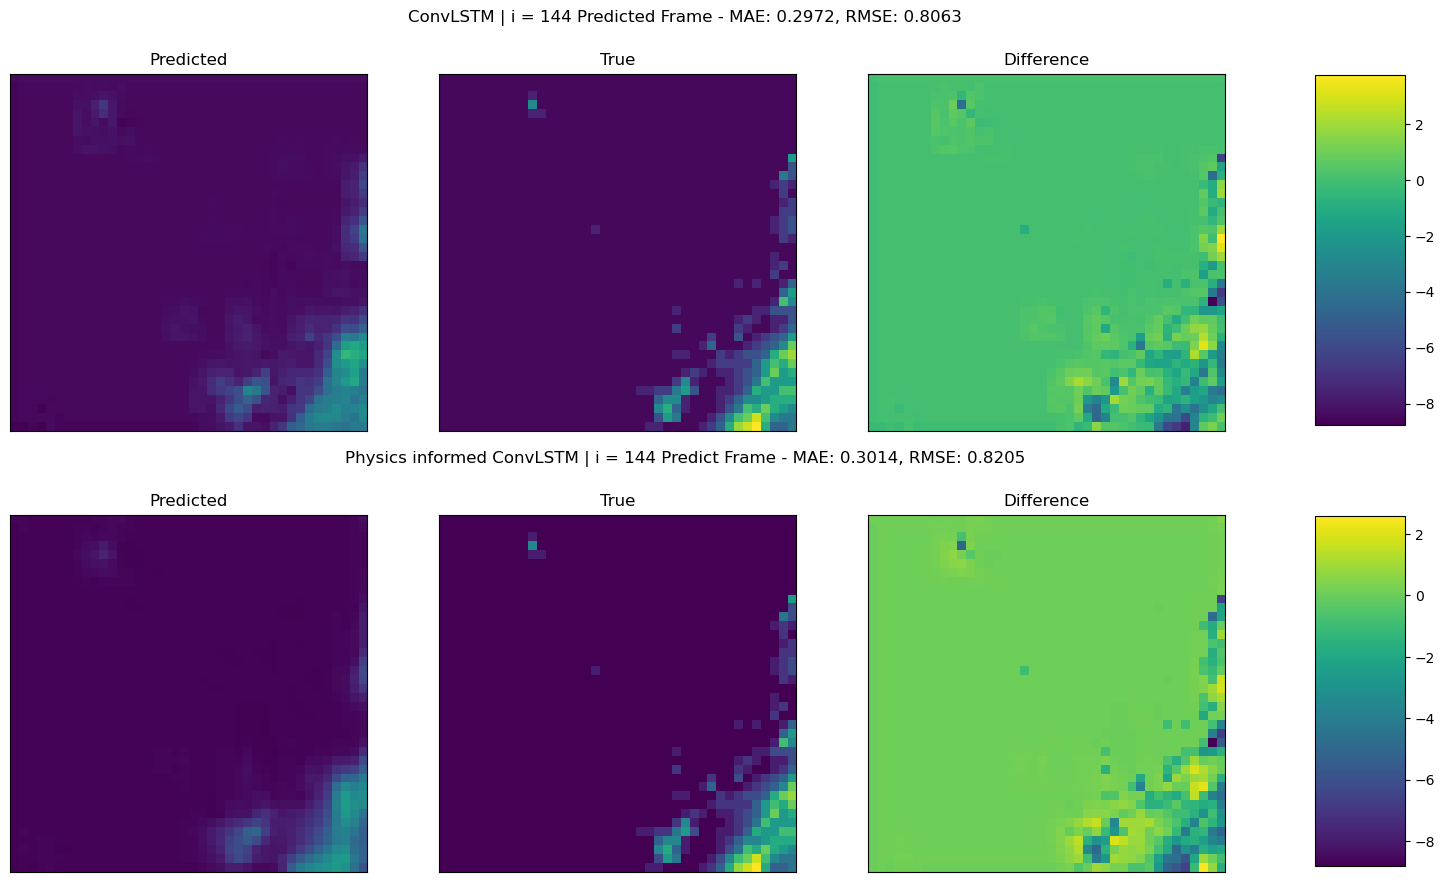 ConvLSTM | i = 144 Predicted Frame - MAE: 0.2972, RMSE: 0.8063
Predicted
True
Difference
2
0
−2
−4
−6
−8
Physics informed ConvLSTM | i = 144 Predict Frame - MAE: 0.3014, RMSE: 0.8205
Predicted
True
Difference
2
0
−2
−4
−6
−8